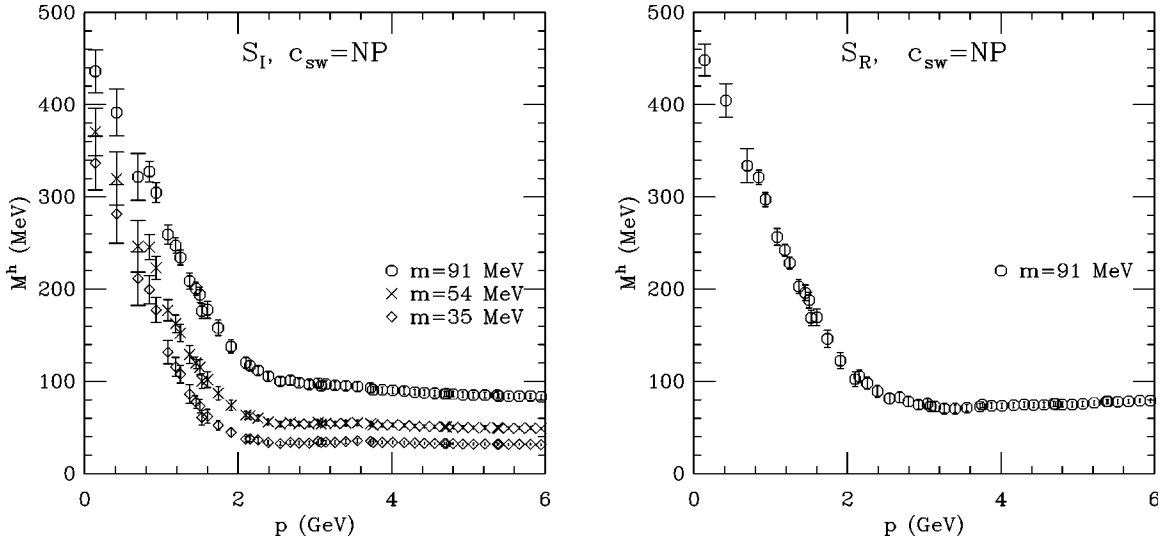 S_I, c_sw=NP
500
400
300
200
100
0
M^h (MeV)
m=91 MeV
m=54 MeV
m=35 MeV
0 2 4 6
p (GeV)
S_R, c_sw=NP
500
400
300
200
100
0
M^h (MeV)
m=91 MeV
0 2 4 6
p (GeV)